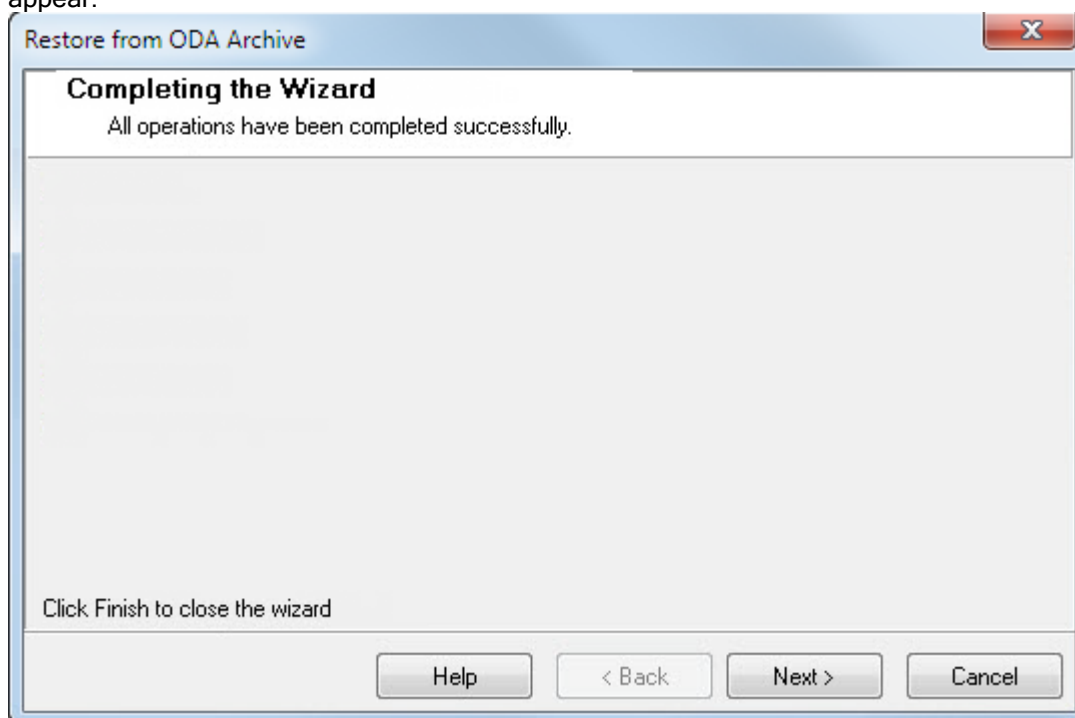 appear.
Restore from ODA Archive
Completing the Wizard
All operations have been completed successfully.
Click Finish to close the wizard
Help
< Back
Next >
Cancel